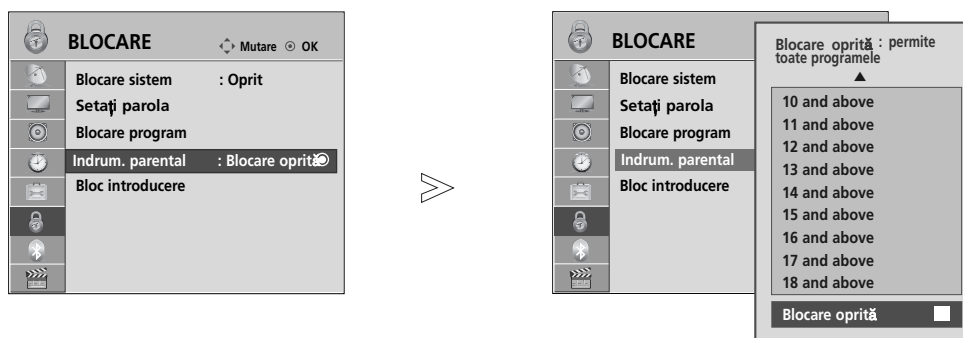 BLOCARE Mutare OK
Blocare sistem : Oprit
Setaţi parola
Blocare program
Indrum. parental : Blocare oprită
Bloc introducere
BLOCARE
Blocare sistem
Setaţi parola
Blocare program
Indrum. parental
Bloc introducere
Blocare oprită : permite
toate programele
10 and above
11 and above
12 and above
13 and above
14 and above
15 and above
16 and above
17 and above
18 and above
Blocare oprită